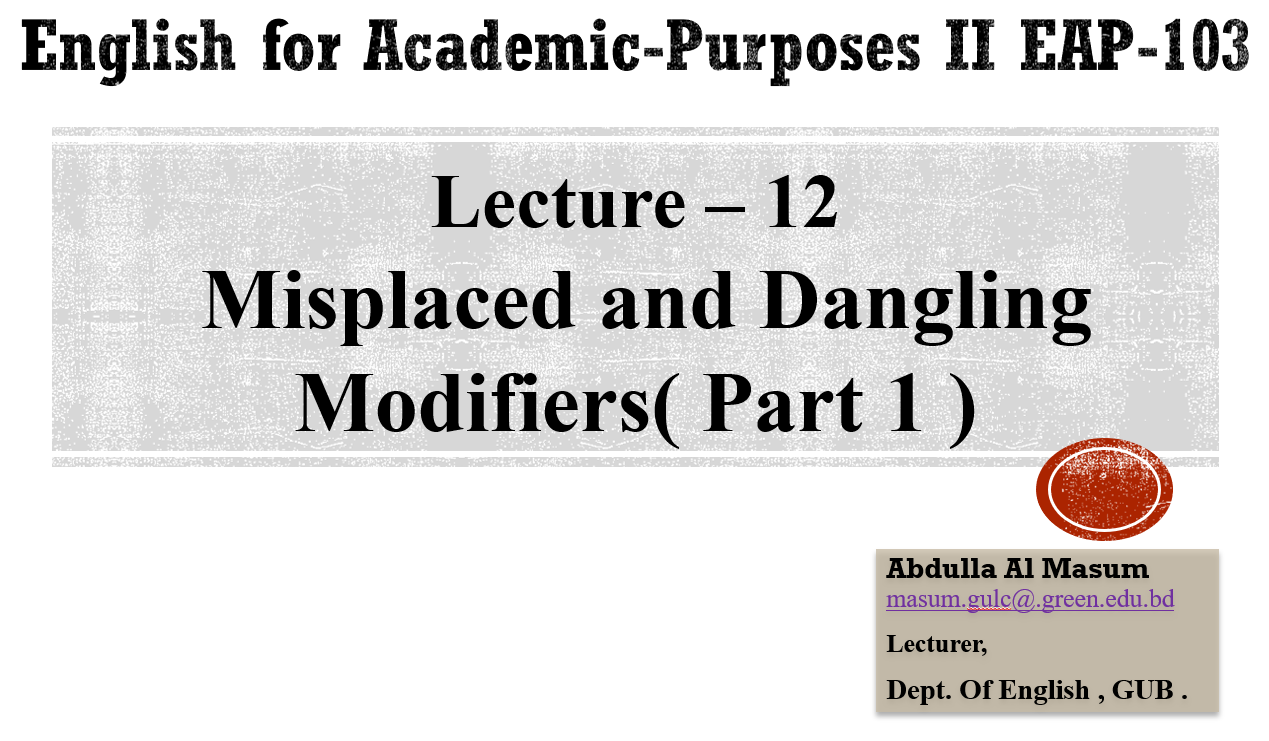 English for Academic-Purposes II EAP-103
Lecture – 12
Misplaced and Dangling
Modifiers( Part 1 )
Abdulla Al Masum
masum.gulc@.green.edu.bd
Lecturer,
Dept. Of English , GUB .